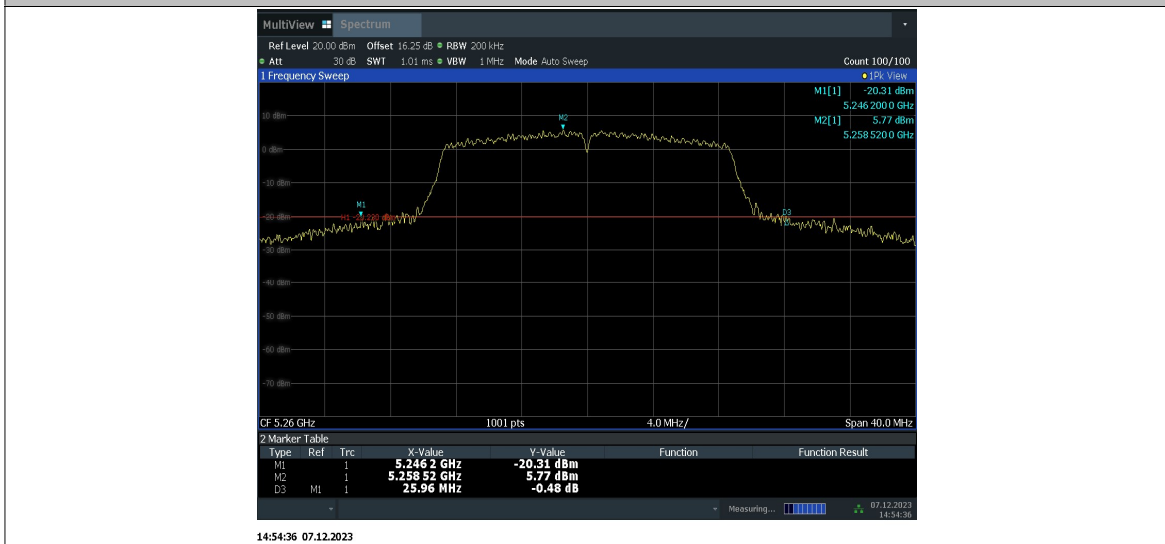 MultiView Spectrum
Ref Level 20.00 dBm Offset 16.25 dB RBW 200 kHz
Att 30 dB SWT 1.01 ms VBW 1 MHz Mode Auto Sweep Count 100/100
1 Frequency Sweep 1Pk View
M1[1] -20.31 dBm
5.246 200 0 GHz
M2[1] 5.77 dBm
5.258 520 0 GHz
10 dBm
M2
0 dBm
-10 dBm
M1
-20 dBm
D3
-30 dBm
-40 dBm
-50 dBm
-60 dBm
-70 dBm
CF 5.26 GHz 1001 pts 4.0 MHz/ Span 40.0 MHz
2 Marker Table
Type Ref Trc X-Value Y-Value Function Function Result
M1 1 5.246 2 GHz -20.31 dBm
M2 1 5.258 52 GHz 5.77 dBm
D3 M1 1 25.96 MHz -0.48 dB
Measuring... 07.12.2023
14:54:36
14:54:36 07.12.2023